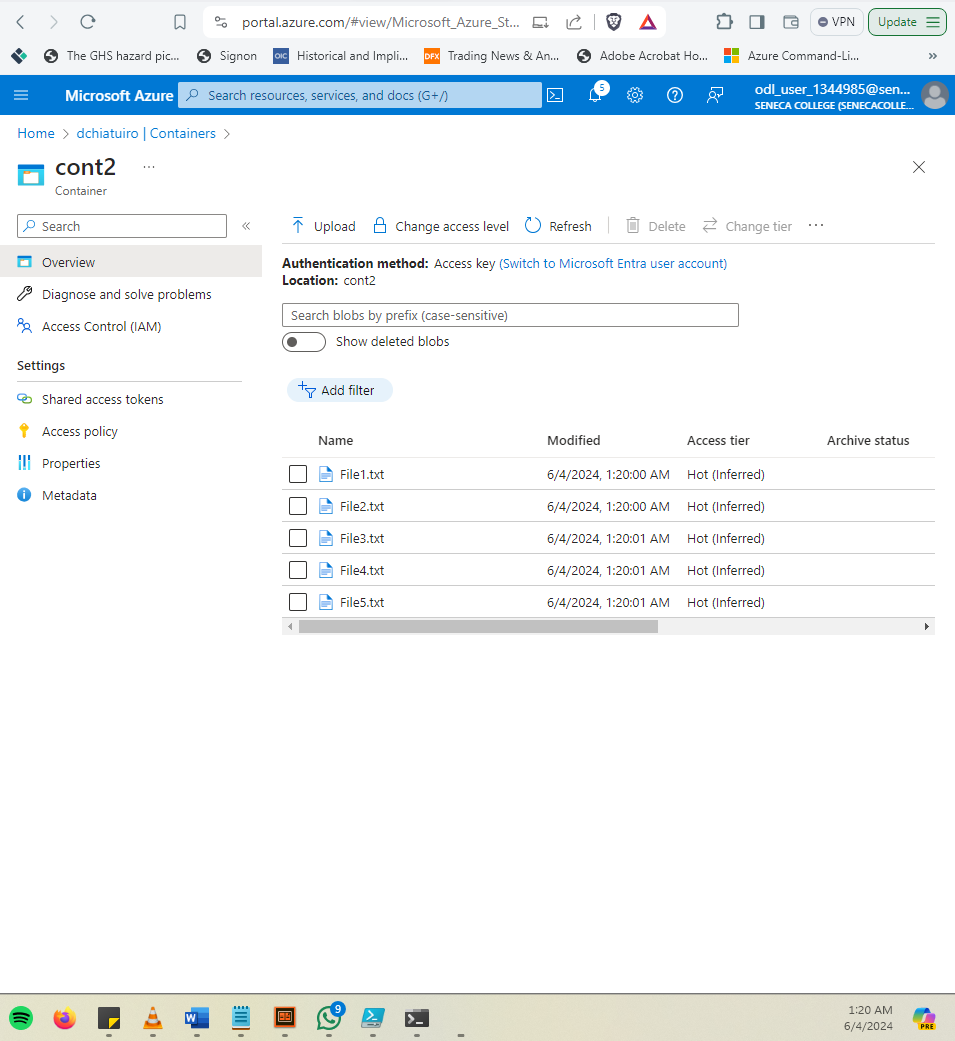 portal.azure.com/#view/Microsoft_Azure_St...
VPN
Update
The GHS hazard pic...
Signon
OIC
Historical and Impli...
DFX
Trading News & An...
Adobe Acrobat Ho...
Azure Command-Li...
»
Microsoft Azure
Search resources, services, and docs (G+/)
5
odl_user_1344985@sen...
SENECA COLLEGE (SENECACOLLE...
Home > dchiatuiro | Containers >
cont2 ...
Container
Search
«
Upload
Change access level
Refresh
Delete
Change tier
...
Overview
Diagnose and solve problems
Access Control (IAM)
Settings
Shared access tokens
Access policy
Properties
Metadata
Authentication method: Access key (Switch to Microsoft Entra user account)
Location: cont2
Search blobs by prefix (case-sensitive)
Show deleted blobs
Add filter
Name Modified Access tier Archive status
File1.txt 6/4/2024, 1:20:00 AM Hot (Inferred)
File2.txt 6/4/2024, 1:20:00 AM Hot (Inferred)
File3.txt 6/4/2024, 1:20:01 AM Hot (Inferred)
File4.txt 6/4/2024, 1:20:01 AM Hot (Inferred)
File5.txt 6/4/2024, 1:20:01 AM Hot (Inferred)
W
9
1:20 AM
6/4/2024
PRE